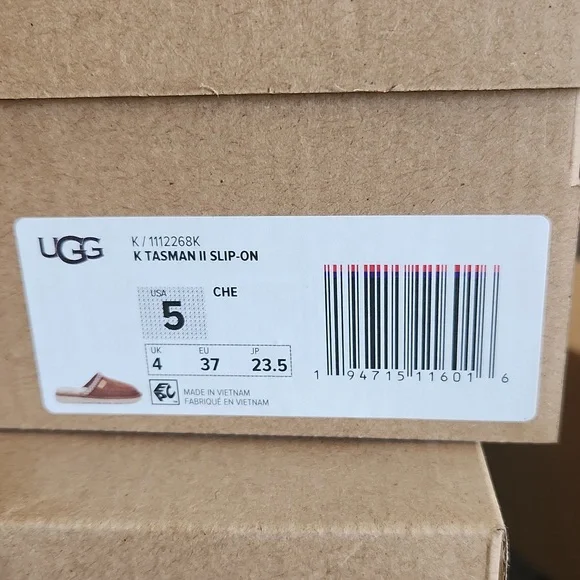 UGG
K / 1112268K
K TASMAN II SLIP-ON
USA
5
CHE
UK EU JP
4 37 23.5
MADE IN VIETNAM
FABRIQUÉ EN VIETNAM
1 94715 11601 6